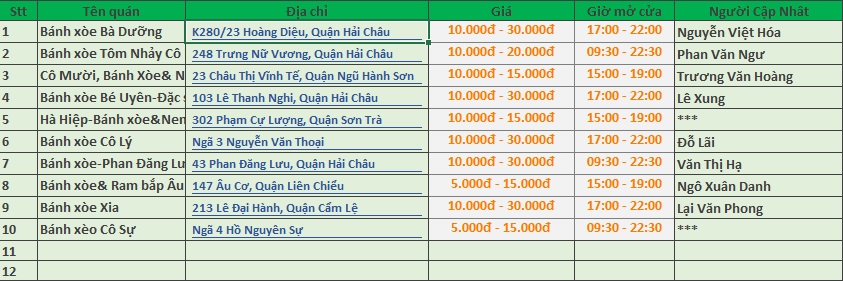 Stt Tên quán Địa chỉ Giá Giờ mở cửa Người Cập Nhât
1 Bánh xòe Bà Dưỡng K280/23 Hoàng Diệu, Quận Hải Châu 10.000đ - 30.000đ 17:00 - 22:00 Nguyễn Việt Hóa
2 Bánh xèo Tôm Nhảy Cô 248 Trưng Nữ Vương, Quận Hải Châu 10.000đ - 20.000đ 09:30 - 22:30 Phan Văn Ngư
3 Cô Mười, Bánh Xòe& N 23 Châu Thị Vĩnh Tế, Quận Ngũ Hành Sơn 10.000đ - 15.000đ 15:00 - 19:00 Trương Văn Hoàng
4 Bánh xèo Bé Uyên-Đặc s 103 Lê Thanh Nghi, Quận Hải Châu 10.000đ - 30.000đ 17:00 - 22:00 Lê Xung
5 Hà Hiệp-Bánh xoèo&Nen 302 Phạm Cự Lượng, Quận Sơn Trà 10.000đ - 15.000đ 15:00 - 19:00 ***
6 Bánh xòe Cô Lý Ngã 3 Nguyễn Văn Thoại 10.000đ - 30.000đ 17:00 - 22:00 Đỗ Lãi
7 Bánh xèo-Phan Đăng Lu 43 Phan Đăng Lưu, Quận Hải Châu 10.000đ - 30.000đ 09:30 - 22:30 Văn Thị Hạ
8 Bánh xòe& Ram bắp Âu 147 Âu Cơ, Quận Liên Chiểu 5.000đ - 15.000đ 15:00 - 19:00 Ngô Xuân Danh
9 Bánh xòe Xia 213 Lê Đại Hành, Quận Cẩm Lệ 10.000đ - 30.000đ 17:00 - 22:00 Lại Văn Phong
10 Bánh xèo Cô Sự Ngã 4 Hồ Nguyên Sự 5.000đ - 15.000đ 09:30 - 22:30 ***
11
12